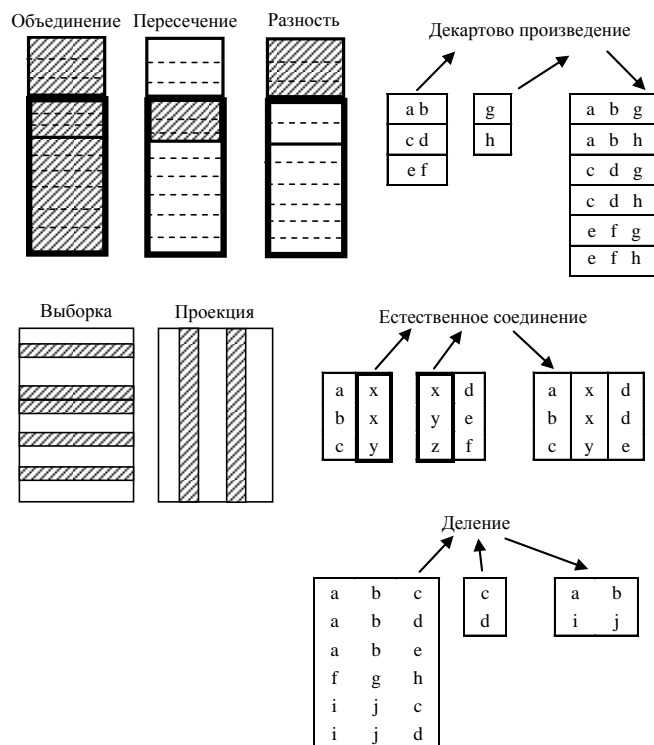 Объединение Пересечение Разность
Декартово произведение
a b
c d
e f
g
h
a b g
a b h
c d g
c d h
e f g
e f h
Выборка Проекция
Естественное соединение
a x
b x
c y
x d
y e
z f
a x d
b x d
c y e
Деление
a b c
a b d
a b e
f g h
i j c
i j d
c
d
a b
i j